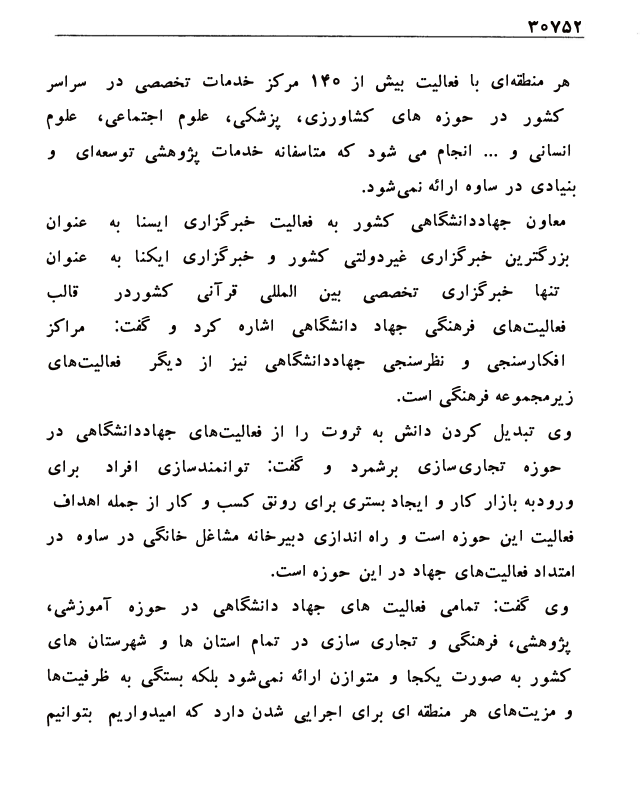 ۳۰۷۵۲
هر منطقه‌ای با فعالیت بیش از ۱۴۰ مرکز خدمات تخصصی در سراسر
کشور در حوزه های کشاورزی، پزشکی، علوم اجتماعی، علوم
انسانی و ... انجام می شود که متاسفانه خدمات پژوهشی توسعه‌ای و
بنیادی در ساوه ارائه نمی‌شود.
معاون جهاددانشگاهی کشور به فعالیت خبرگزاری ایسنا به عنوان
بزرگترین خبرگزاری غیردولتی کشور و خبرگزاری ایکنا به عنوان
تنها خبرگزاری تخصصی بین المللی قرآنی کشوردر قالب
فعالیت‌های فرهنگی جهاد دانشگاهی اشاره کرد و گفت: مراکز
افکارسنجی و نظرسنجی جهاددانشگاهی نیز از دیگر فعالیت‌های
زیرمجموعه فرهنگی است.
وی تبدیل کردن دانش به ثروت را از فعالیت‌های جهاددانشگاهی در
حوزه تجاری‌سازی برشمرد و گفت: توانمندسازی افراد برای
ورودبه بازار کار و ایجاد بستری برای رونق کسب و کار از جمله اهداف
فعالیت این حوزه است و راه اندازی دبیرخانه مشاغل خانگی در ساوه در
امتداد فعالیت‌های جهاد در این حوزه است.
وی گفت: تمامی فعالیت های جهاد دانشگاهی در حوزه آموزشی،
پژوهشی، فرهنگی و تجاری سازی در تمام استان ها و شهرستان های
کشور به صورت یکجا و متوازن ارائه نمی‌شود بلکه بستگی به ظرفیت‌ها
و مزیت‌های هر منطقه ای برای اجرایی شدن دارد که امیدواریم بتوانیم